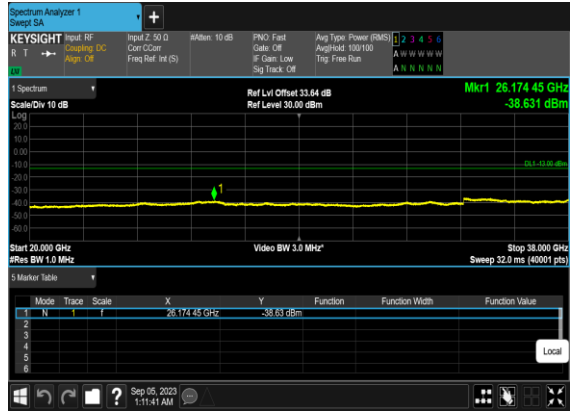 Spectrum Analyzer 1
Swept SA
+
KEYSIGHT
R T
LXI
Input: RF
Coupling: DC
Align: Off
Input Z: 50 Ω
Corr CCorr
Freq Ref: Int (S)
#Atten: 10 dB
PNO: Fast
Gate: Off
IF Gain: Low
Sig Track: Off
Avg Type: Power (RMS)
Avg|Hold: 100/100
Trig: Free Run
1 2 3 4 5 6
A W W W W W
A N N N N N
1 Spectrum
Scale/Div 10 dB
Log
Ref Lvl Offset 33.64 dB
Ref Level 30.00 dBm
Mkr1 26.174 45 GHz
-38.631 dBm
20.0
10.0
0.00
-10.0
DL1 -13.00 dBm
-20.0
-30.0
1
-40.0
-50.0
-60.0
Start 20.000 GHz
#Res BW 1.0 MHz
Video BW 3.0 MHz*
Stop 38.000 GHz
Sweep 32.0 ms (40001 pts)
5 Marker Table
Mode Trace Scale X Y Function Function Width Function Value
1 N 1 f 26.174 45 GHz -38.63 dBm
2
3
4
5
6
Local
?
Sep 05, 2023
1:11:41 AM